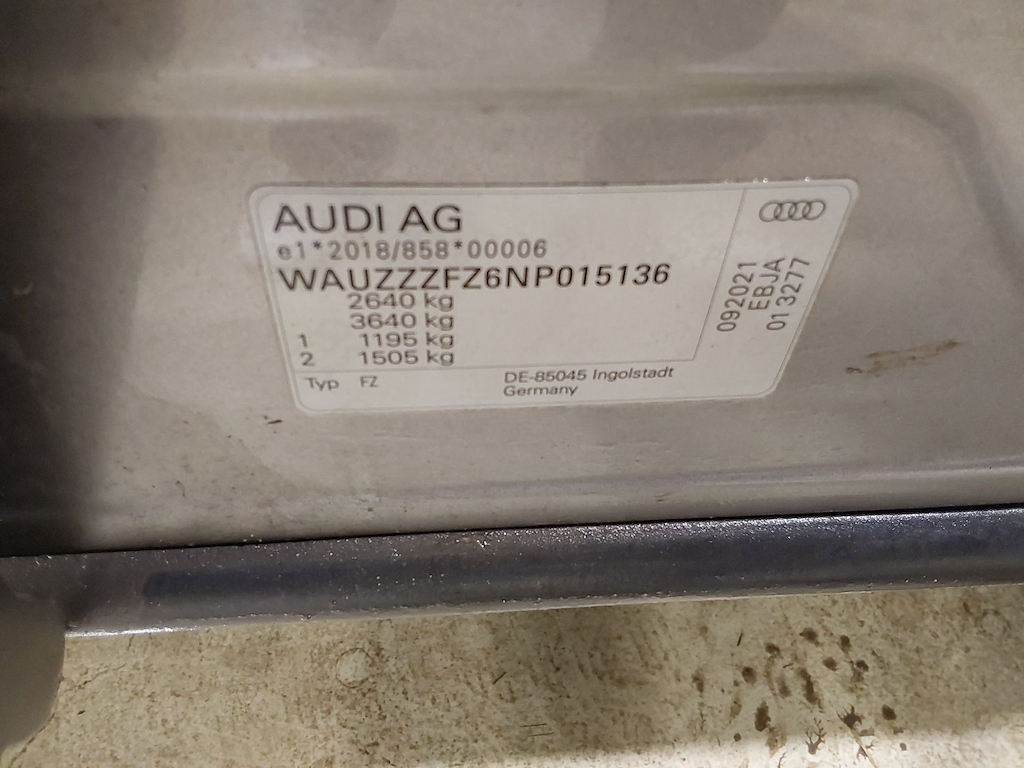 AUDI AG
e1*2018/858*00006
WAUZZZFZ6NP015136
2640 kg
3640 kg
1 1195 kg
2 1505 kg
Typ FZ
DE-85045 Ingolstadt
Germany
092021
EBJA
013277